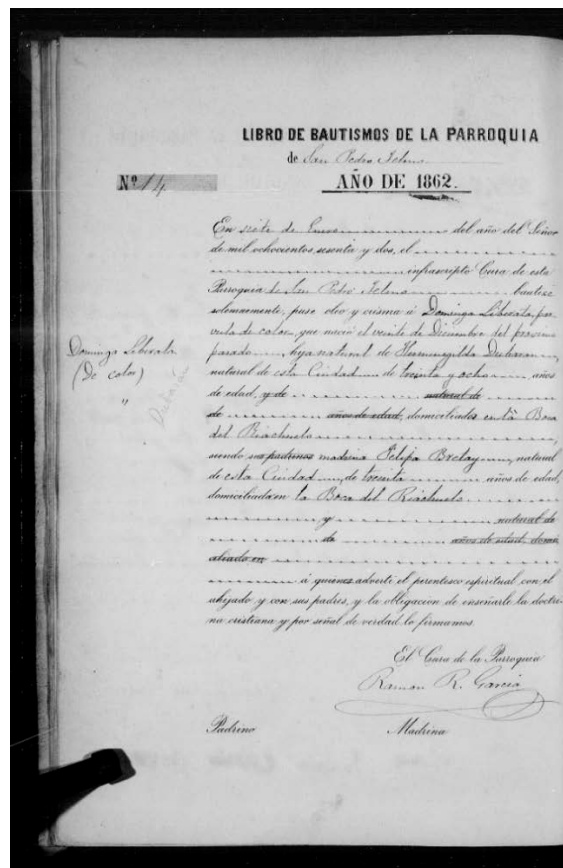 LIBRO DE BAUTISMOS DE LA PARROQUIA
de San Pedro Telmo
Nº 14
AÑO DE 1862.
En siete de Enero del año del Señor
de mil ochocientos sesenta y dos, el
infrascripto Cura de esta
Parroquia de San Pedro Telmo bautizé
solemnemente, puse oleo y crisma á Dominga Liberata, par
vula de color, que nació el veinte de Diciembre del proximo
pasado, hija natural de Hermenegilda
natural de esta Ciudad de treinta y ocho años
de edad, y de natural de
de años de edad, domiciliados en la Boca
del Riachuelo
siendo sus padrinos madrina Felipa natural
de esta Ciudad, de treinta años de edad,
domiciliada en la Boca del Riachuelo
y natural de
de años de edad, domi
ciliado en
á quienes advertí el parentesco espiritual con el
ahijado y con sus padres, y la obligacion de enseñarle la doctri-
na cristiana y por señal de verdad lo firmamos.
El Cura de la Parroquia
Ramon R. Garcia
Padrino Madrina
Dominga Liberata
(de color)
"